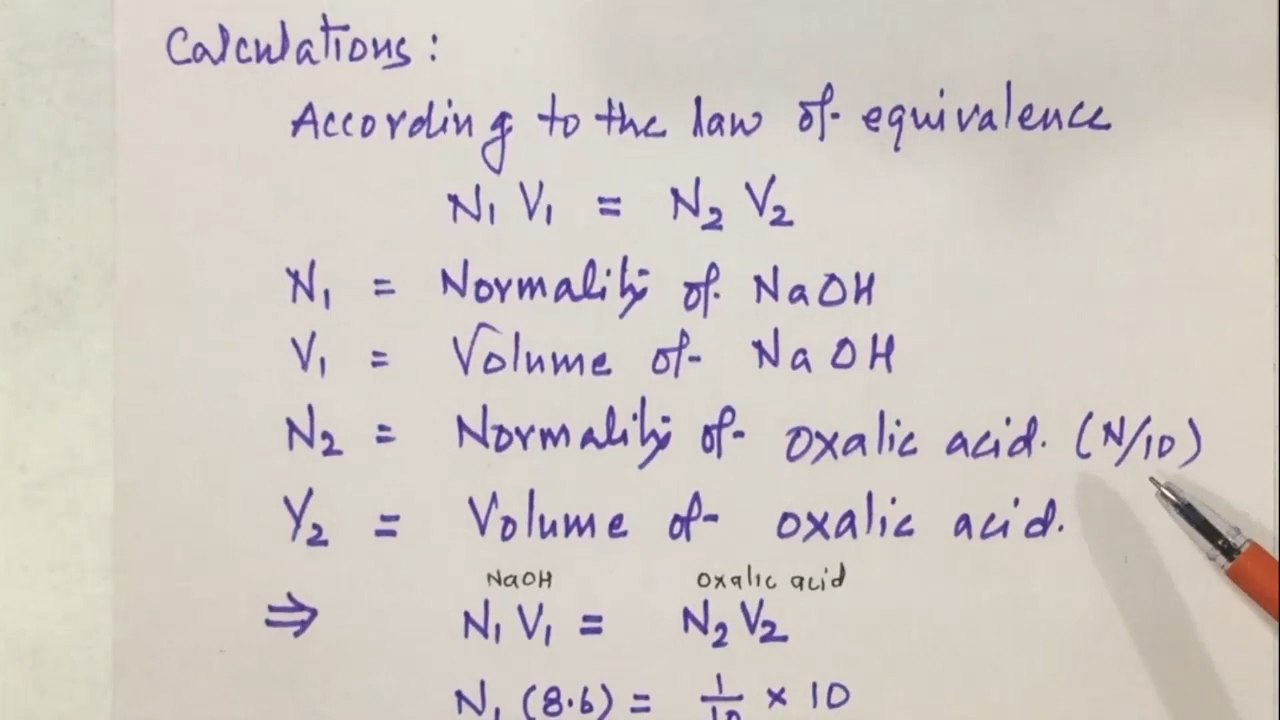 Calculations:
According to the law of equivalence
N₁ V₁ = N₂ V₂
N₁ = Normality of NaOH
V₁ = Volume of NaOH
N₂ = Normality of oxalic acid. (N/10)
V₂ = Volume of oxalic acid.
NaOH oxalic acid
⇒ N₁ V₁ = N₂ V₂
N₁ (8.6) = 1/10 × 10